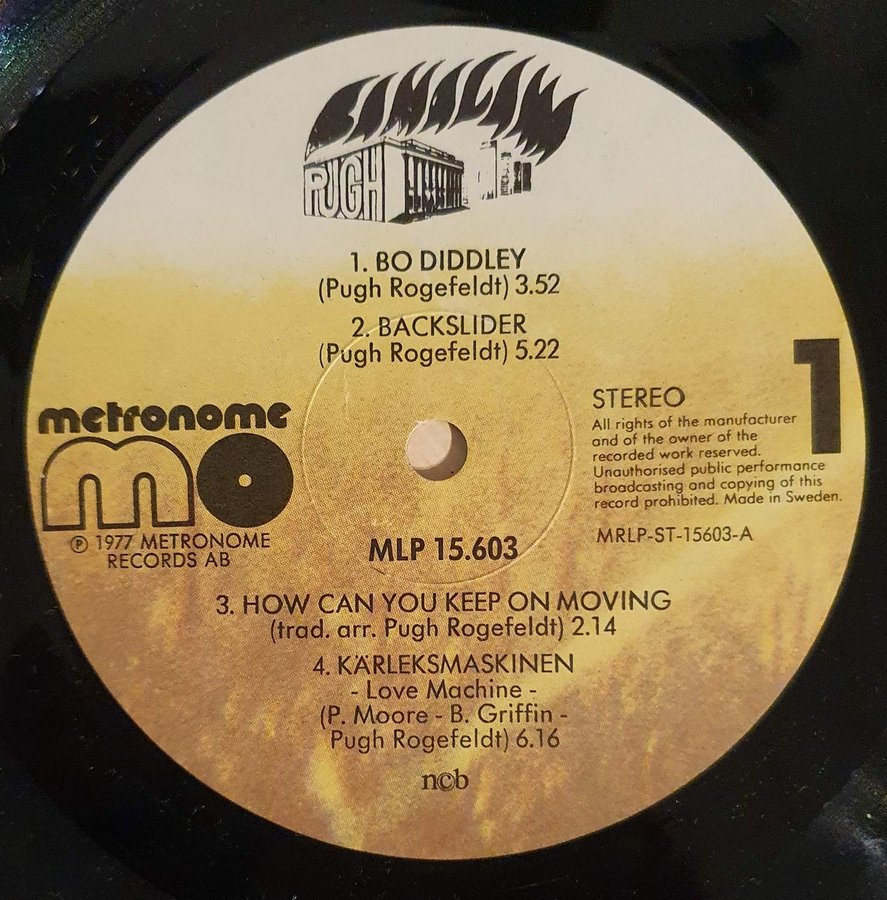 BAMALAM
PUGH
1. BO DIDDLEY
(Pugh Rogefeldt) 3.52
2. BACKSLIDER
(Pugh Rogefeldt) 5.22
metronome
mo
℗ 1977 METRONOME
RECORDS AB
1
STEREO
All rights of the manufacturer
and of the owner of the
recorded work reserved.
Unauthorised public performance
broadcasting and copying of this
record prohibited. Made in Sweden.
MRLP-ST-15603-A
MLP 15.603
3. HOW CAN YOU KEEP ON MOVING
(trad. arr. Pugh Rogefeldt) 2.14
4. KÄRLEKSMASKINEN
- Love Machine -
(P. Moore - B. Griffin -
Pugh Rogefeldt) 6.16
n©b